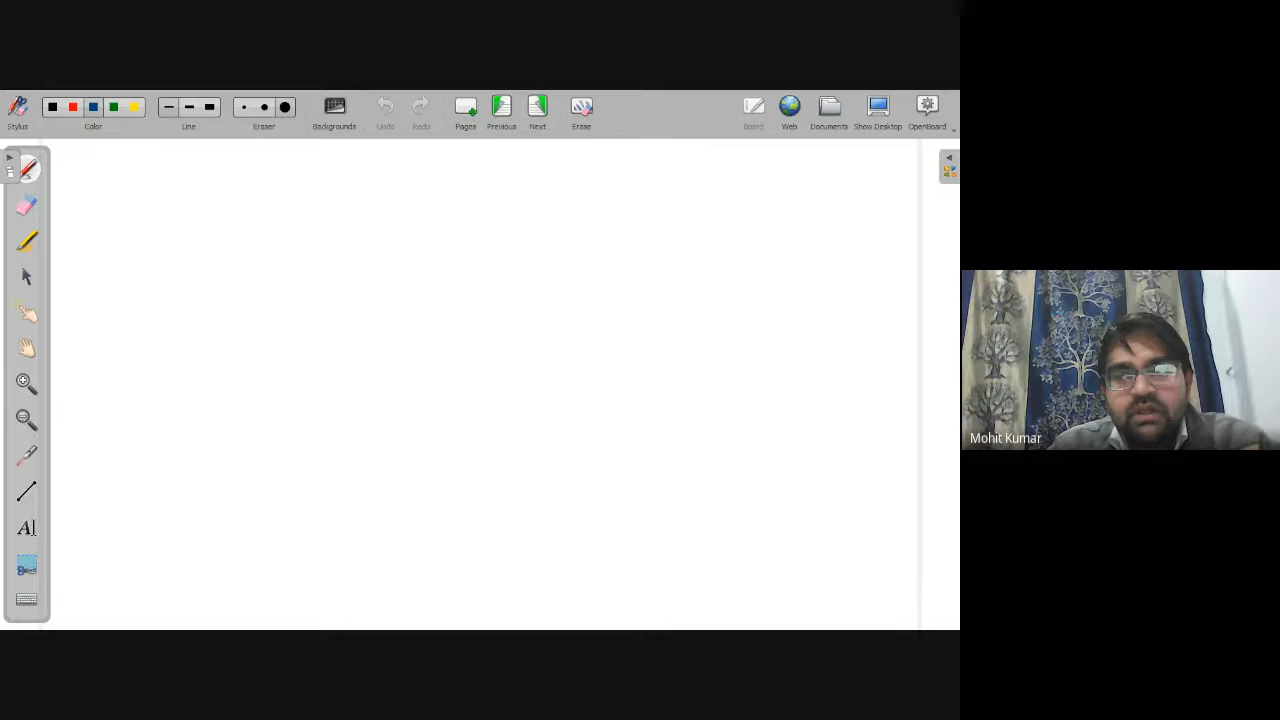 Stylus Color Line Eraser Backgrounds Undo Redo Pages Previous Next Erase Board Web Documents Show Desktop OpenBoard
A
Mohit Kumar